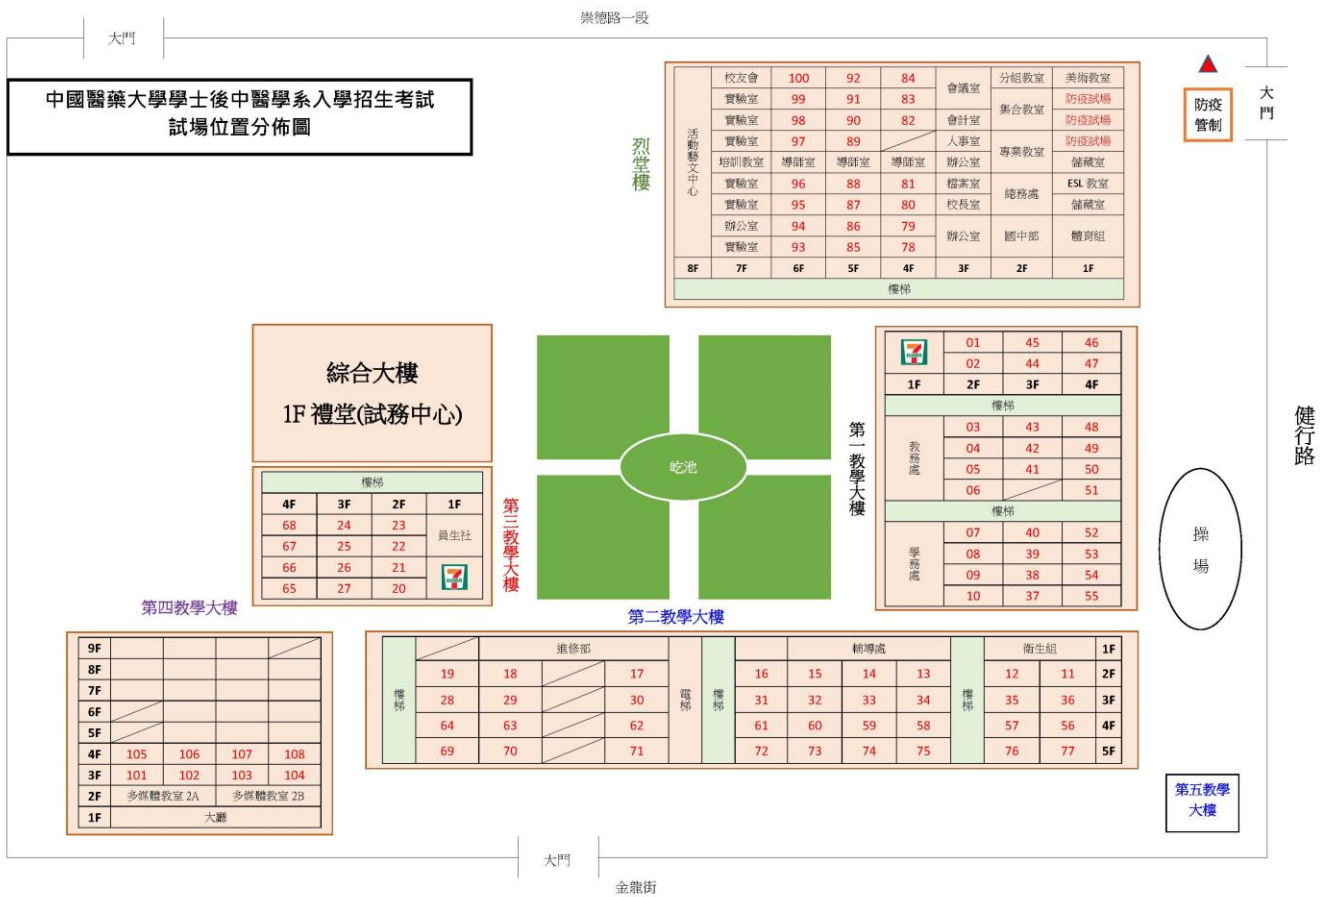 崇德路一段
大門
中國醫藥大學學士後中醫學系入學招生考試
試場位置分佈圖
烈堂樓
活動藝文中心 校友會 100 92 84 會議室 分組教室 美術教室
實驗室 99 91 83 集合教室 防疫試場
實驗室 98 90 82 會計室 防疫試場
實驗室 97 89 人事室 專業教室 防疫試場
培訓教室 導師室 導師室 導師室 辦公室 儲藏室
實驗室 96 88 81 檔案室 總務處 ESL 教室
實驗室 95 87 80 校長室 儲藏室
辦公室 94 86 79 辦公室 國中部 體育組
實驗室 93 85 78
8F 7F 6F 5F 4F 3F 2F 1F
樓梯
防疫
管制
大門
綜合大樓
1F 禮堂(試務中心)
乾池
第一教學大樓
7 ELEVEN 01 45 46
02 44 47
1F 2F 3F 4F
樓梯
教務處 03 43 48
04 42 49
05 41 50
06 51
樓梯
學務處 07 40 52
08 39 53
09 38 54
10 37 55
健行路
操場
樓梯
4F 3F 2F 1F
68 24 23 員生社
67 25 22
66 26 21 7 ELEVEN
65 27 20
第三教學大樓
第四教學大樓
9F
8F
7F
6F
5F
4F 105 106 107 108
3F 101 102 103 104
2F 多媒體教室 2A 多媒體教室 2B
1F 大廳
第二教學大樓
樓梯 進修部 電梯 樓梯 輔導處 樓梯 衛生組 1F
19 18 17 16 15 14 13 12 11 2F
28 29 30 31 32 33 34 35 36 3F
64 63 62 61 60 59 58 57 56 4F
69 70 71 72 73 74 75 76 77 5F
第五教學
大樓
大門
金龍街